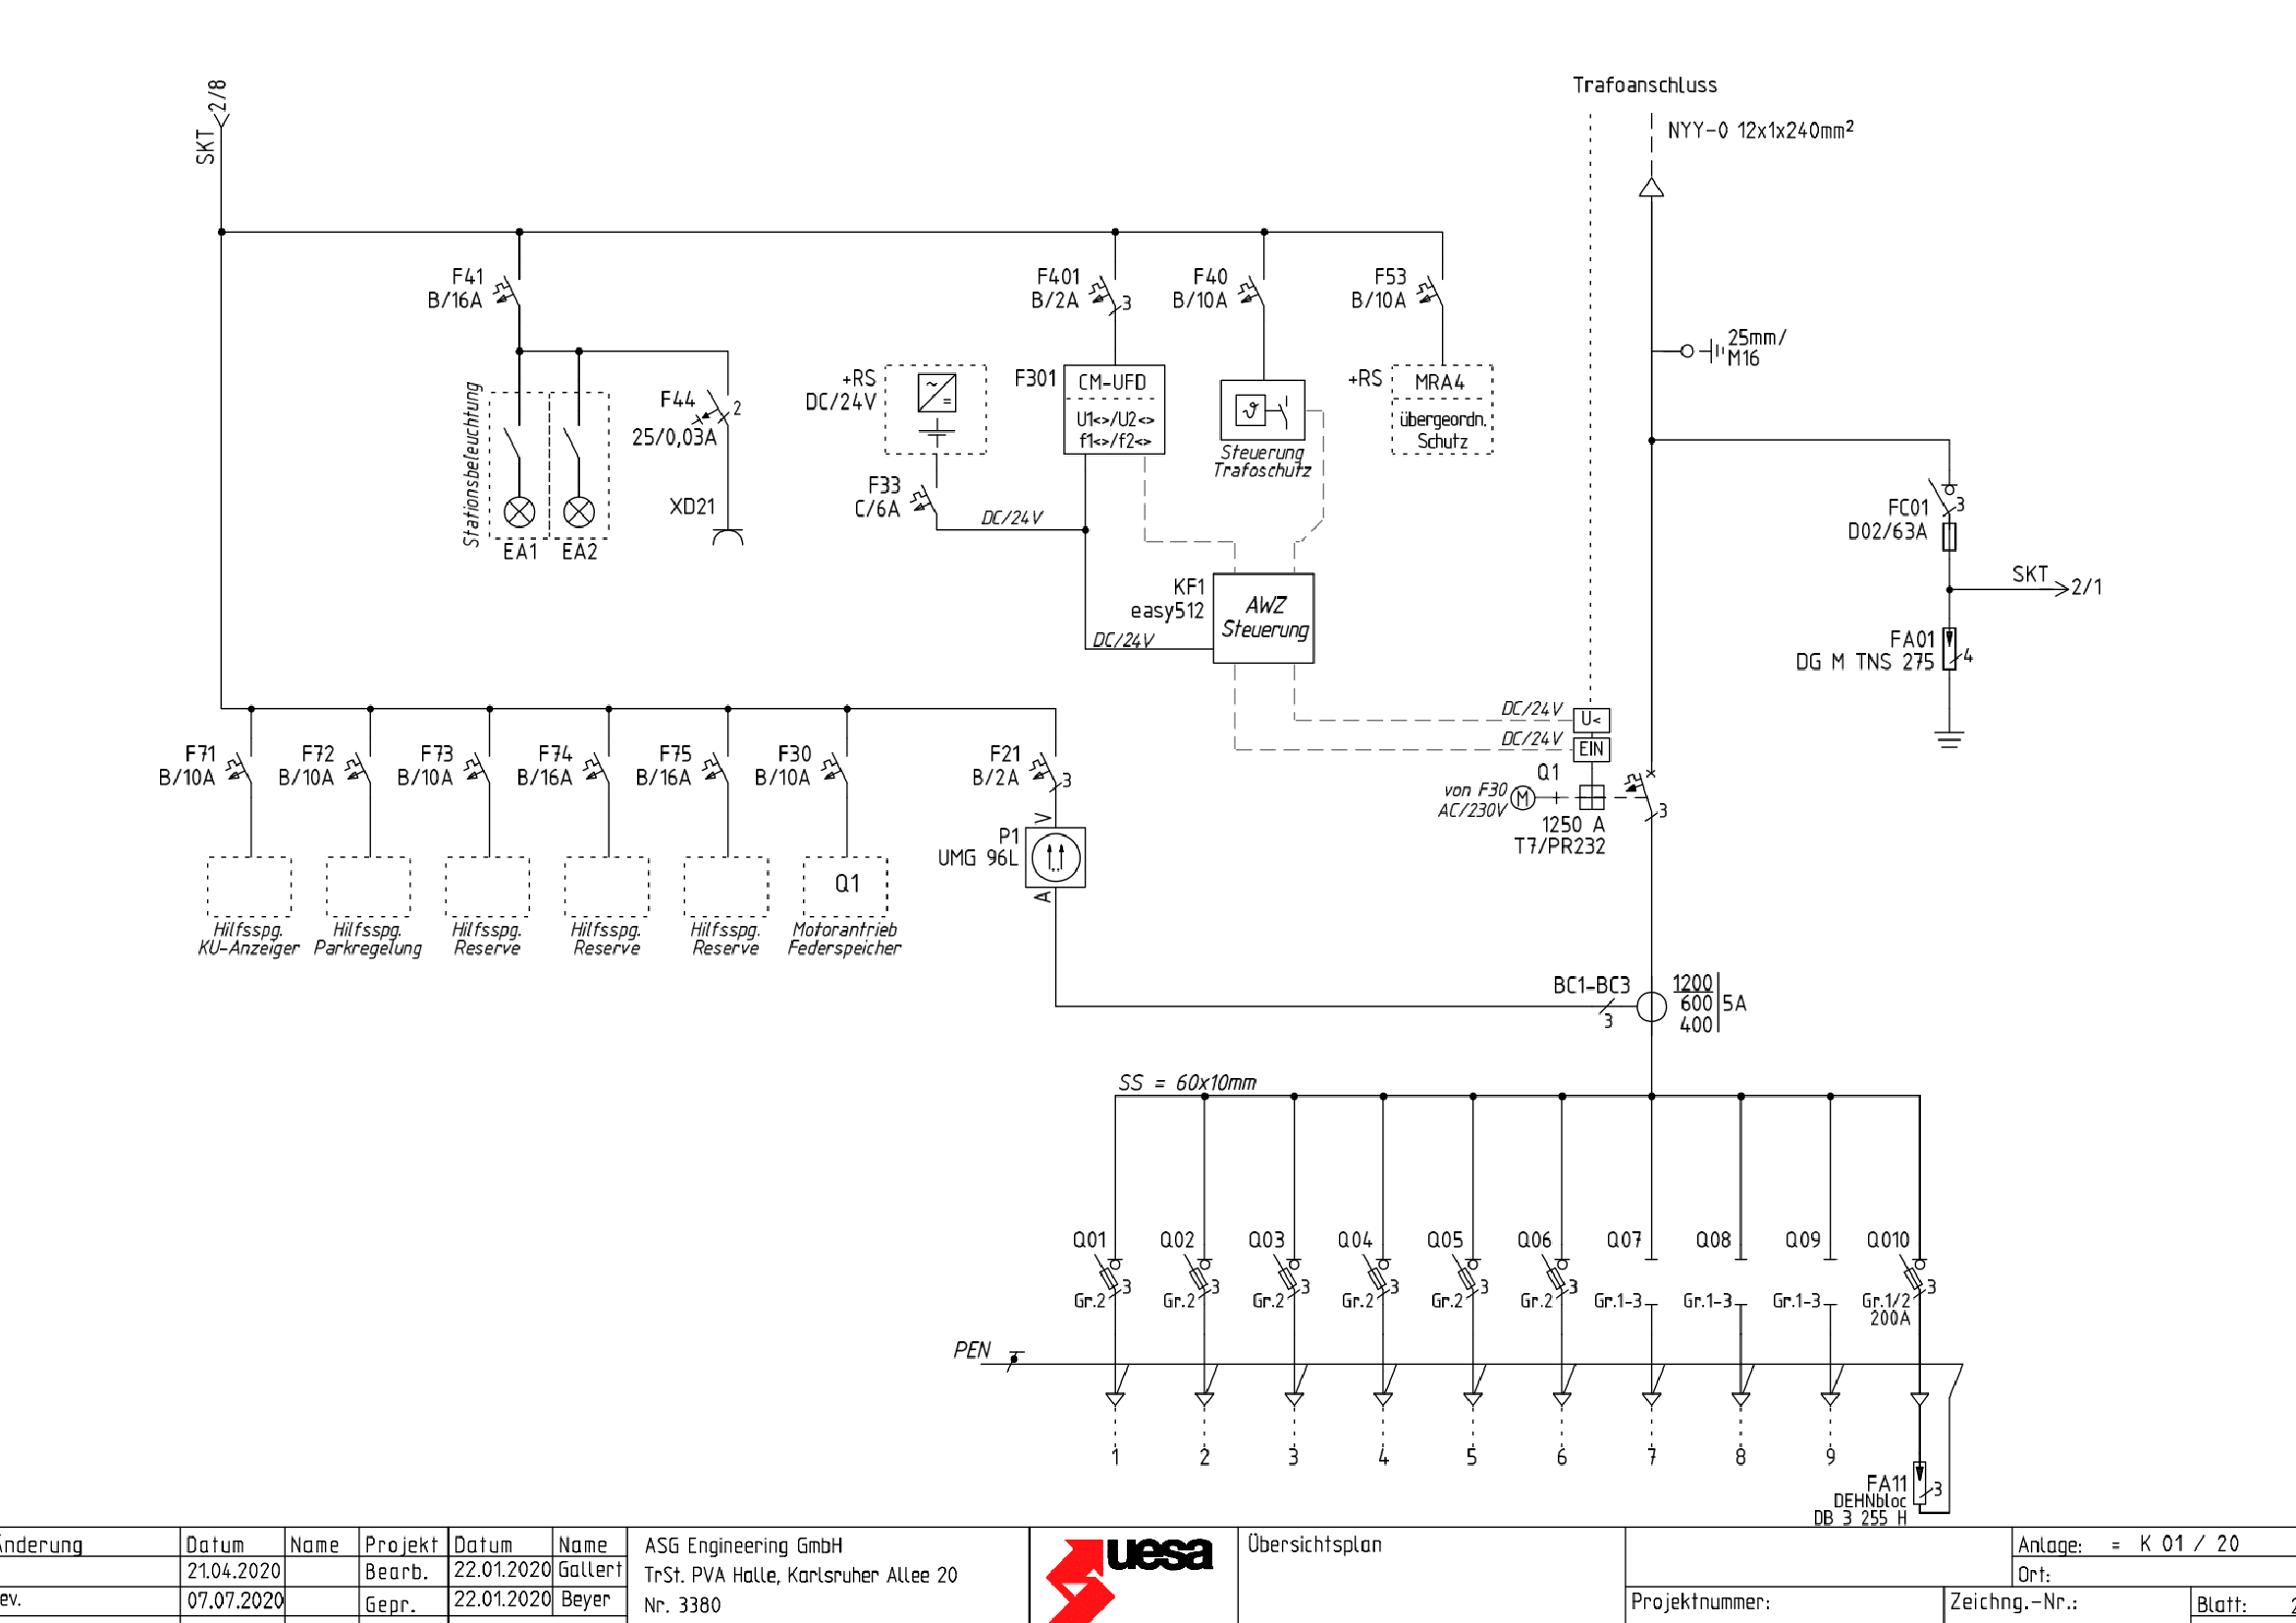 Trafoanschluss
SKT 2/8
NYY-0 12x1x240mm²
F41
B/16A
F401
B/2A
3
F40
B/10A
F53
B/10A
25mm/
M16
Stationsbeleuchtung
EA1
EA2
F44
25/0,03A
2
XD21
+RS
DC/24V
~
=
F33
C/6A
DC/24V
F301
CM-UFD
U1<>/U2<>
f1<>/f2<>
ϑ
Steuerung
Trafoschutz
+RS
MRA4
übergeordn.
Schutz
FC01
D02/63A
3
SKT
2/1
FA01
DG M TNS 275
4
KF1
easy512
AWZ
Steuerung
DC/24V
DC/24V
U<
DC/24V
EIN
Q1
von F30
AC/230V
M
1250 A
T7/PR232
3
F71
B/10A
F72
B/10A
F73
B/10A
F74
B/16A
F75
B/16A
F30
B/10A
F21
B/2A
3
V
P1
UMG 96L
A
Q1
Hilfsspg.
KU-Anzeiger
Hilfsspg.
Parkregelung
Hilfsspg.
Reserve
Hilfsspg.
Reserve
Hilfsspg.
Reserve
Motorantrieb
Federspeicher
BC1-BC3
3
1200
600
400
5A
SS = 60x10mm
Q01 Q02 Q03 Q04 Q05 Q06 Q07 Q08 Q09 Q010
3 3 3 3 3 3 3
Gr.2 Gr.2 Gr.2 Gr.2 Gr.2 Gr.2 Gr.1-3 Gr.1-3 Gr.1-3 Gr.1/2
200A
PEN
1 2 3 4 5 6 7 8 9
FA11
DEHNbloc
DB 3 255 H
3
Änderung Datum Name Projekt Datum Name
21.04.2020 Bearb. 22.01.2020 Gallert
ev. 07.07.2020 Gepr. 22.01.2020 Beyer
ASG Engineering GmbH
TrSt. PVA Halle, Karlsruher Allee 20
Nr. 3380
uesa
Übersichtsplan
Anlage: = K 01 / 20
Ort:
Projektnummer:
Zeichng.-Nr.:
Blatt: 2